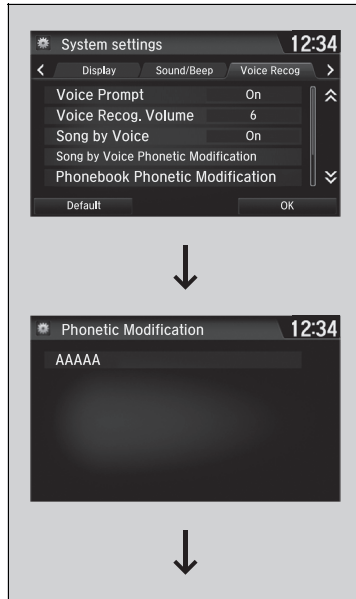 System settings 12:34
Display Sound/Beep Voice Recog
Voice Prompt On
Voice Recog. Volume 6
Song by Voice On
Song by Voice Phonetic Modification
Phonebook Phonetic Modification
Default OK
Phonetic Modification 12:34
AAAAA